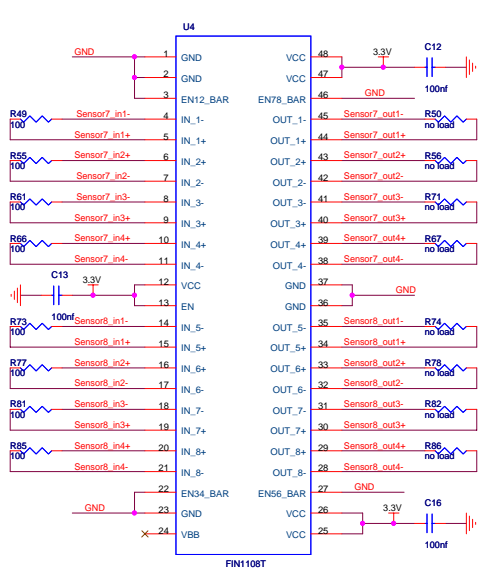 U4
GND 1 GND VCC 48 3.3V C12
2 GND VCC 47 100nf
3 EN12_BAR EN78_BAR 46 GND
R49 100 Sensor7_in1- 4 IN_1- OUT_1- 45 Sensor7_out1- R50 no load
Sensor7_in1+ 5 IN_1+ OUT_1+ 44 Sensor7_out1+
R55 100 Sensor7_in2+ 6 IN_2+ OUT_2+ 43 Sensor7_out2+ R56 no load
Sensor7_in2- 7 IN_2- OUT_2- 42 Sensor7_out2-
R61 100 Sensor7_in3- 8 IN_3- OUT_3- 41 Sensor7_out3- R71 no load
Sensor7_in3+ 9 IN_3+ OUT_3+ 40 Sensor7_out3+
R66 100 Sensor7_in4+ 10 IN_4+ OUT_4+ 39 Sensor7_out4+ R67 no load
Sensor7_in4- 11 IN_4- OUT_4- 38 Sensor7_out4-
C13 3.3V 12 VCC GND 37 GND
100nf 13 EN GND 36
R73 100 Sensor8_in1- 14 IN_5- OUT_5- 35 Sensor8_out1- R74 no load
Sensor8_in1+ 15 IN_5+ OUT_5+ 34 Sensor8_out1+
R77 100 Sensor8_in2+ 16 IN_6+ OUT_6+ 33 Sensor8_out2+ R78 no load
Sensor8_in2- 17 IN_6- OUT_6- 32 Sensor8_out2-
R81 100 Sensor8_in3- 18 IN_7- OUT_7- 31 Sensor8_out3- R82 no load
Sensor8_in3+ 19 IN_7+ OUT_7+ 30 Sensor8_out3+
R85 100 Sensor8_in4+ 20 IN_8+ OUT_8+ 29 Sensor8_out4+ R86 no load
Sensor8_in4- 21 IN_8- OUT_8- 28 Sensor8_out4-
22 EN34_BAR EN56_BAR 27 GND
GND 23 GND VCC 26 3.3V C16
24 VBB VCC 25 100nf
FIN1108T